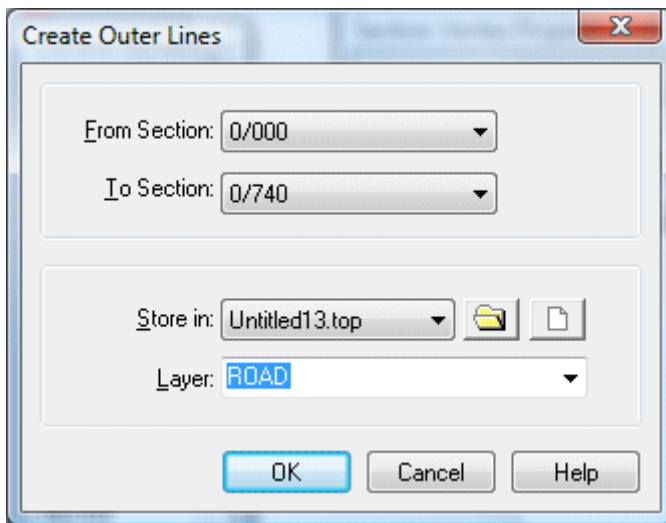 Create Outer Lines
From Section: 0/000
To Section: 0/740
Store in: Untitled13.top
Layer: ROAD
OK Cancel Help